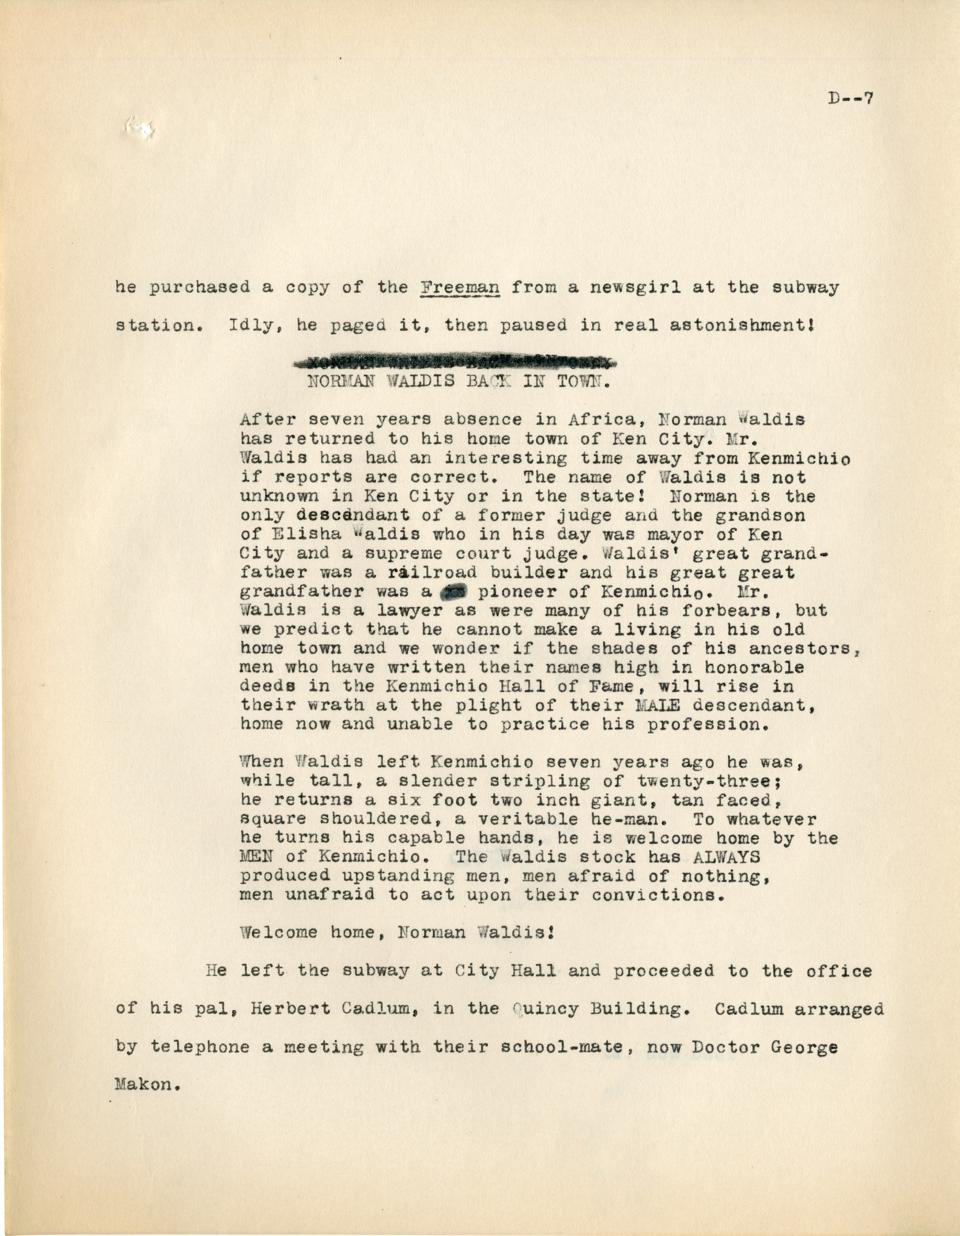 D--7
he purchased a copy of the Freeman from a newsgirl at the subway
station. Idly, he paged it, then paused in real astonishment!
NORMAN WALDIS BACK IN TOWN.
After seven years absence in Africa, Norman Waldis
has returned to his home town of Ken City. Mr.
Waldis has had an interesting time away from Kenmichio
if reports are correct. The name of Waldis is not
unknown in Ken City or in the state! Norman is the
only descendant of a former judge and the grandson
of Elisha Waldis who in his day was mayor of Ken
City and a supreme court judge. Waldis' great grand-
father was a railroad builder and his great great
grandfather was a pioneer of Kenmichio. Mr.
Waldis is a lawyer as were many of his forbears, but
we predict that he cannot make a living in his old
home town and we wonder if the shades of his ancestors,
men who have written their names high in honorable
deeds in the Kenmichio Hall of Fame, will rise in
their wrath at the plight of their MALE descendant,
home now and unable to practice his profession.
When Waldis left Kenmichio seven years ago he was,
while tall, a slender stripling of twenty-three;
he returns a six foot two inch giant, tan faced,
square shouldered, a veritable he-man. To whatever
he turns his capable hands, he is welcome home by the
MEN of Kenmichio. The Waldis stock has ALWAYS
produced upstanding men, men afraid of nothing,
men unafraid to act upon their convictions.
Welcome home, Norman Waldis!
He left the subway at City Hall and proceeded to the office
of his pal, Herbert Cadlum, in the Quincy Building. Cadlum arranged
by telephone a meeting with their school-mate, now Doctor George
Makon.